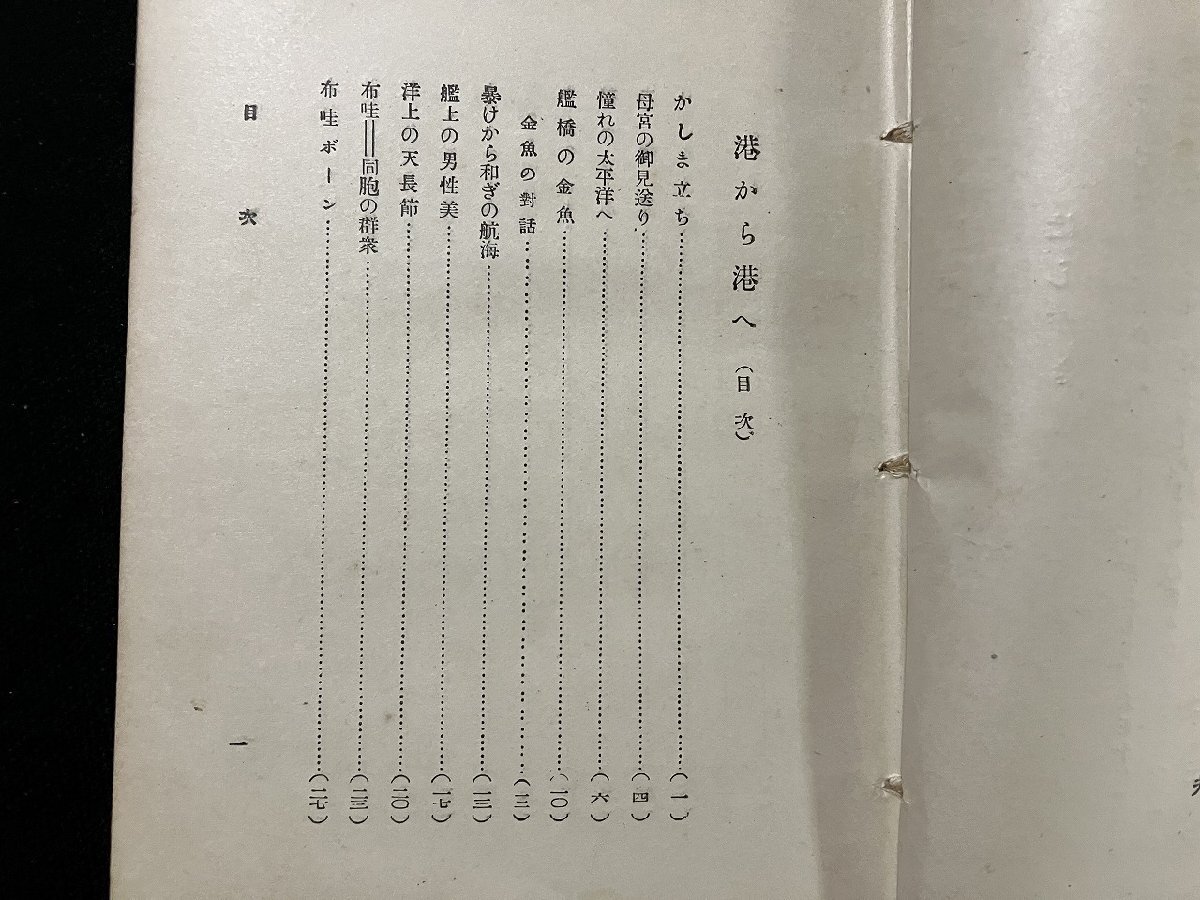 港から港へ(目次)
かしま立ち……(一)
母宮の御見送り……(四)
憧れの太平洋へ……(六)
艦橋の金魚……(一〇)
金魚の對話……(一二)
暴けから和ぎの航海……(一三)
艦上の男性美……(一七)
洋上の天長節……(二〇)
布哇＝同胞の群衆……(二三)
布哇ボーン……(二七)
目次
一